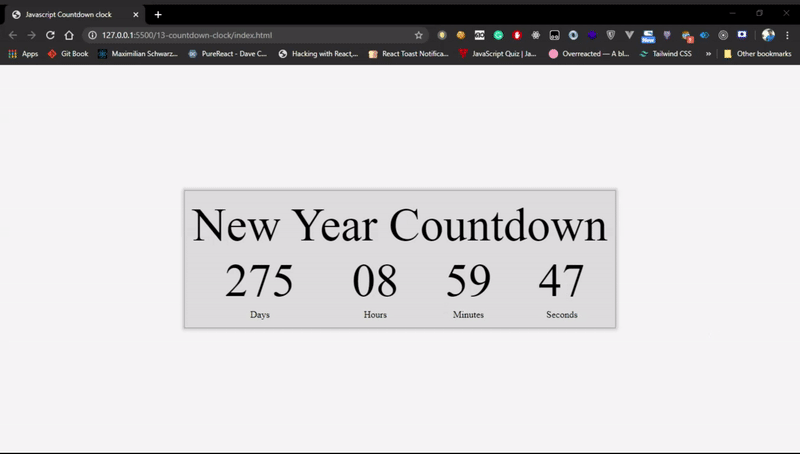 Javascript Countdown clock
127.0.0.1:5500/13-countdown-clock/index.html
Apps Git Book Maximilian Schwarz... PureReact - Dave C... Hacking with React,... React Toast Notifica... JavaScript Quiz | Ja... Overreacted — A bl... Tailwind CSS » Other bookmarks
New Year Countdown
275 08 59 47
Days Hours Minutes Seconds